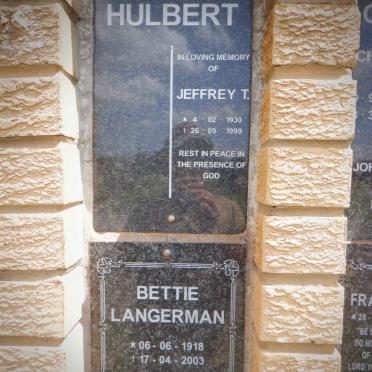 HULBERT
IN LOVING MEMORY
OF
JEFFREY T.
★ 4 - 02 - 1930
† 26 - 09 - 1999
REST IN PEACE IN
THE PRESENCE OF
GOD
BETTIE
LANGERMAN
★ 06 - 06 - 1918
† 17 - 04 - 2003